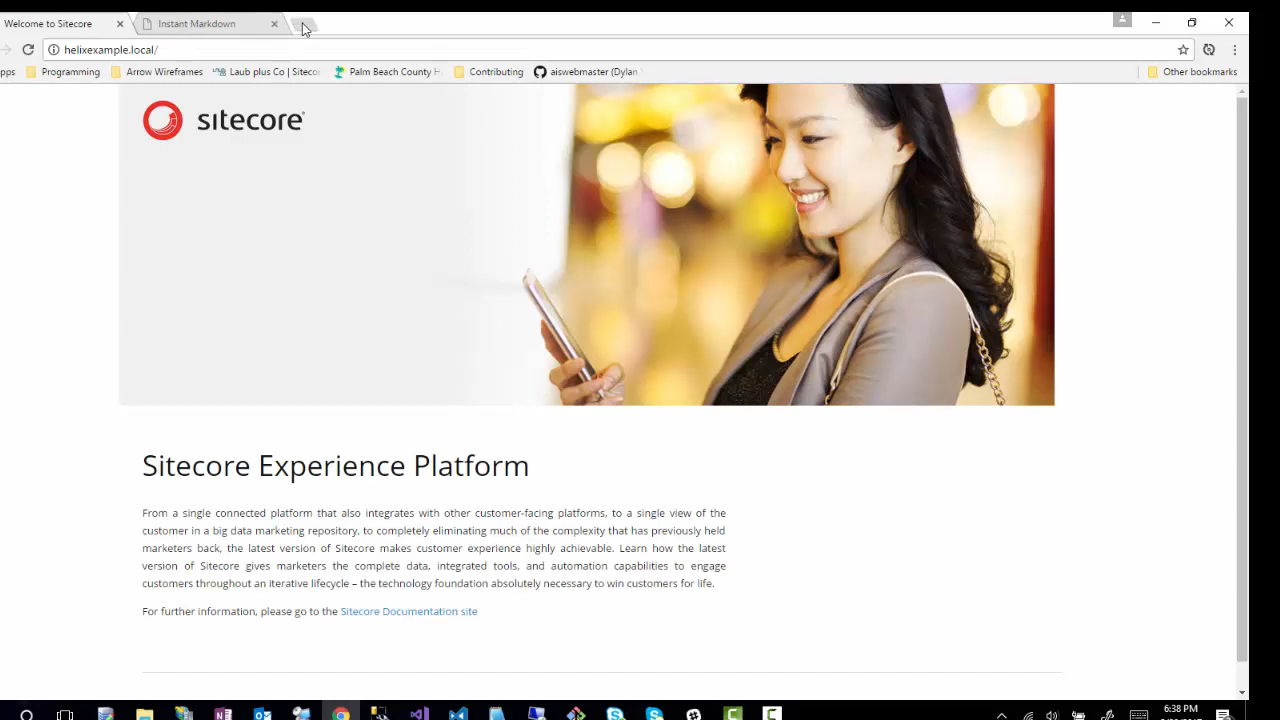 Welcome to Sitecore
Instant Markdown
helixexample.local/
pps
Programming
Arrow Wireframes
Laub plus Co | Siteco
Palm Beach County H
Contributing
aiswebmaster (Dylan
Other bookmarks
sitecore
Sitecore Experience Platform
From a single connected platform that also integrates with other customer-facing platforms, to a single view of the
customer in a big data marketing repository, to completely eliminating much of the complexity that has previously held
marketers back, the latest version of Sitecore makes customer experience highly achievable. Learn how the latest
version of Sitecore gives marketers the complete data, integrated tools, and automation capabilities to engage
customers throughout an iterative lifecycle – the technology foundation absolutely necessary to win customers for life.
For further information, please go to the Sitecore Documentation site
6:38 PM